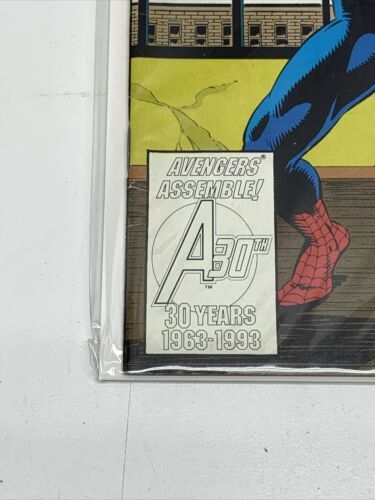 AVENGERS®
ASSEMBLE!
A30TH
TM
30 YEARS
1963-1993